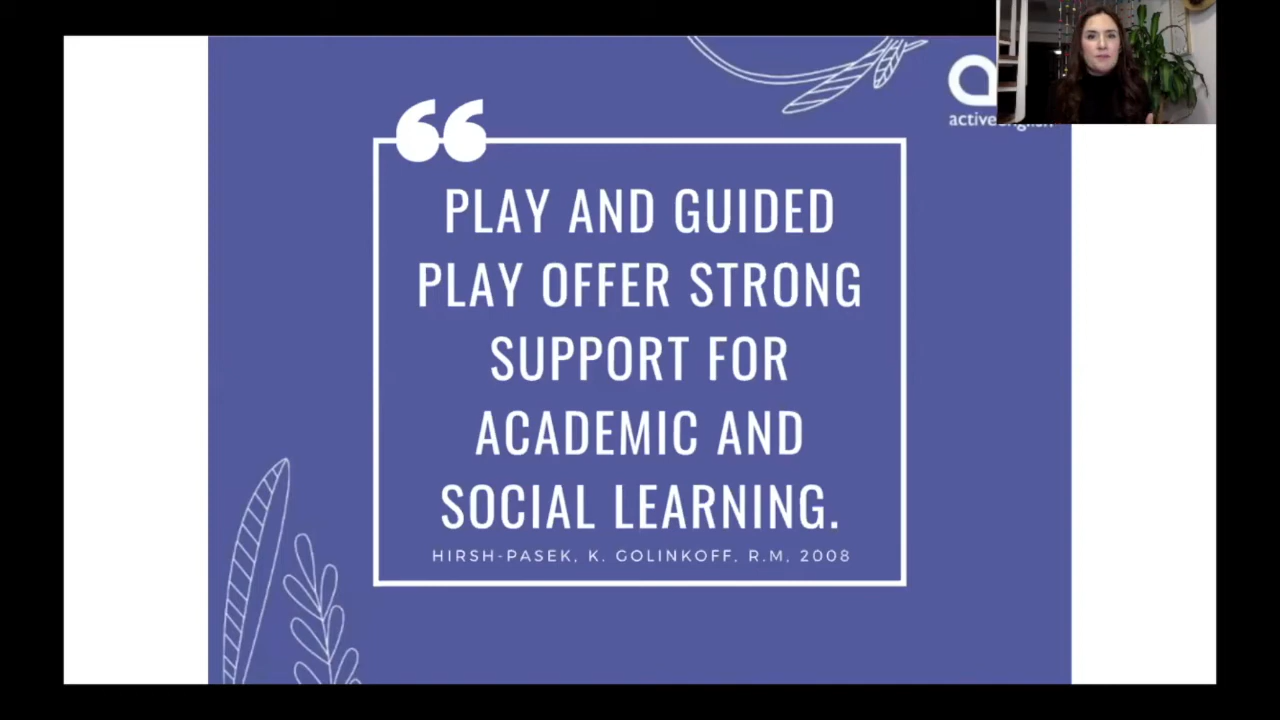 PLAY AND GUIDED
PLAY OFFER STRONG
SUPPORT FOR
ACADEMIC AND
SOCIAL LEARNING.
HIRSH-PASEK, K. GOLINKOFF, R.M, 2008